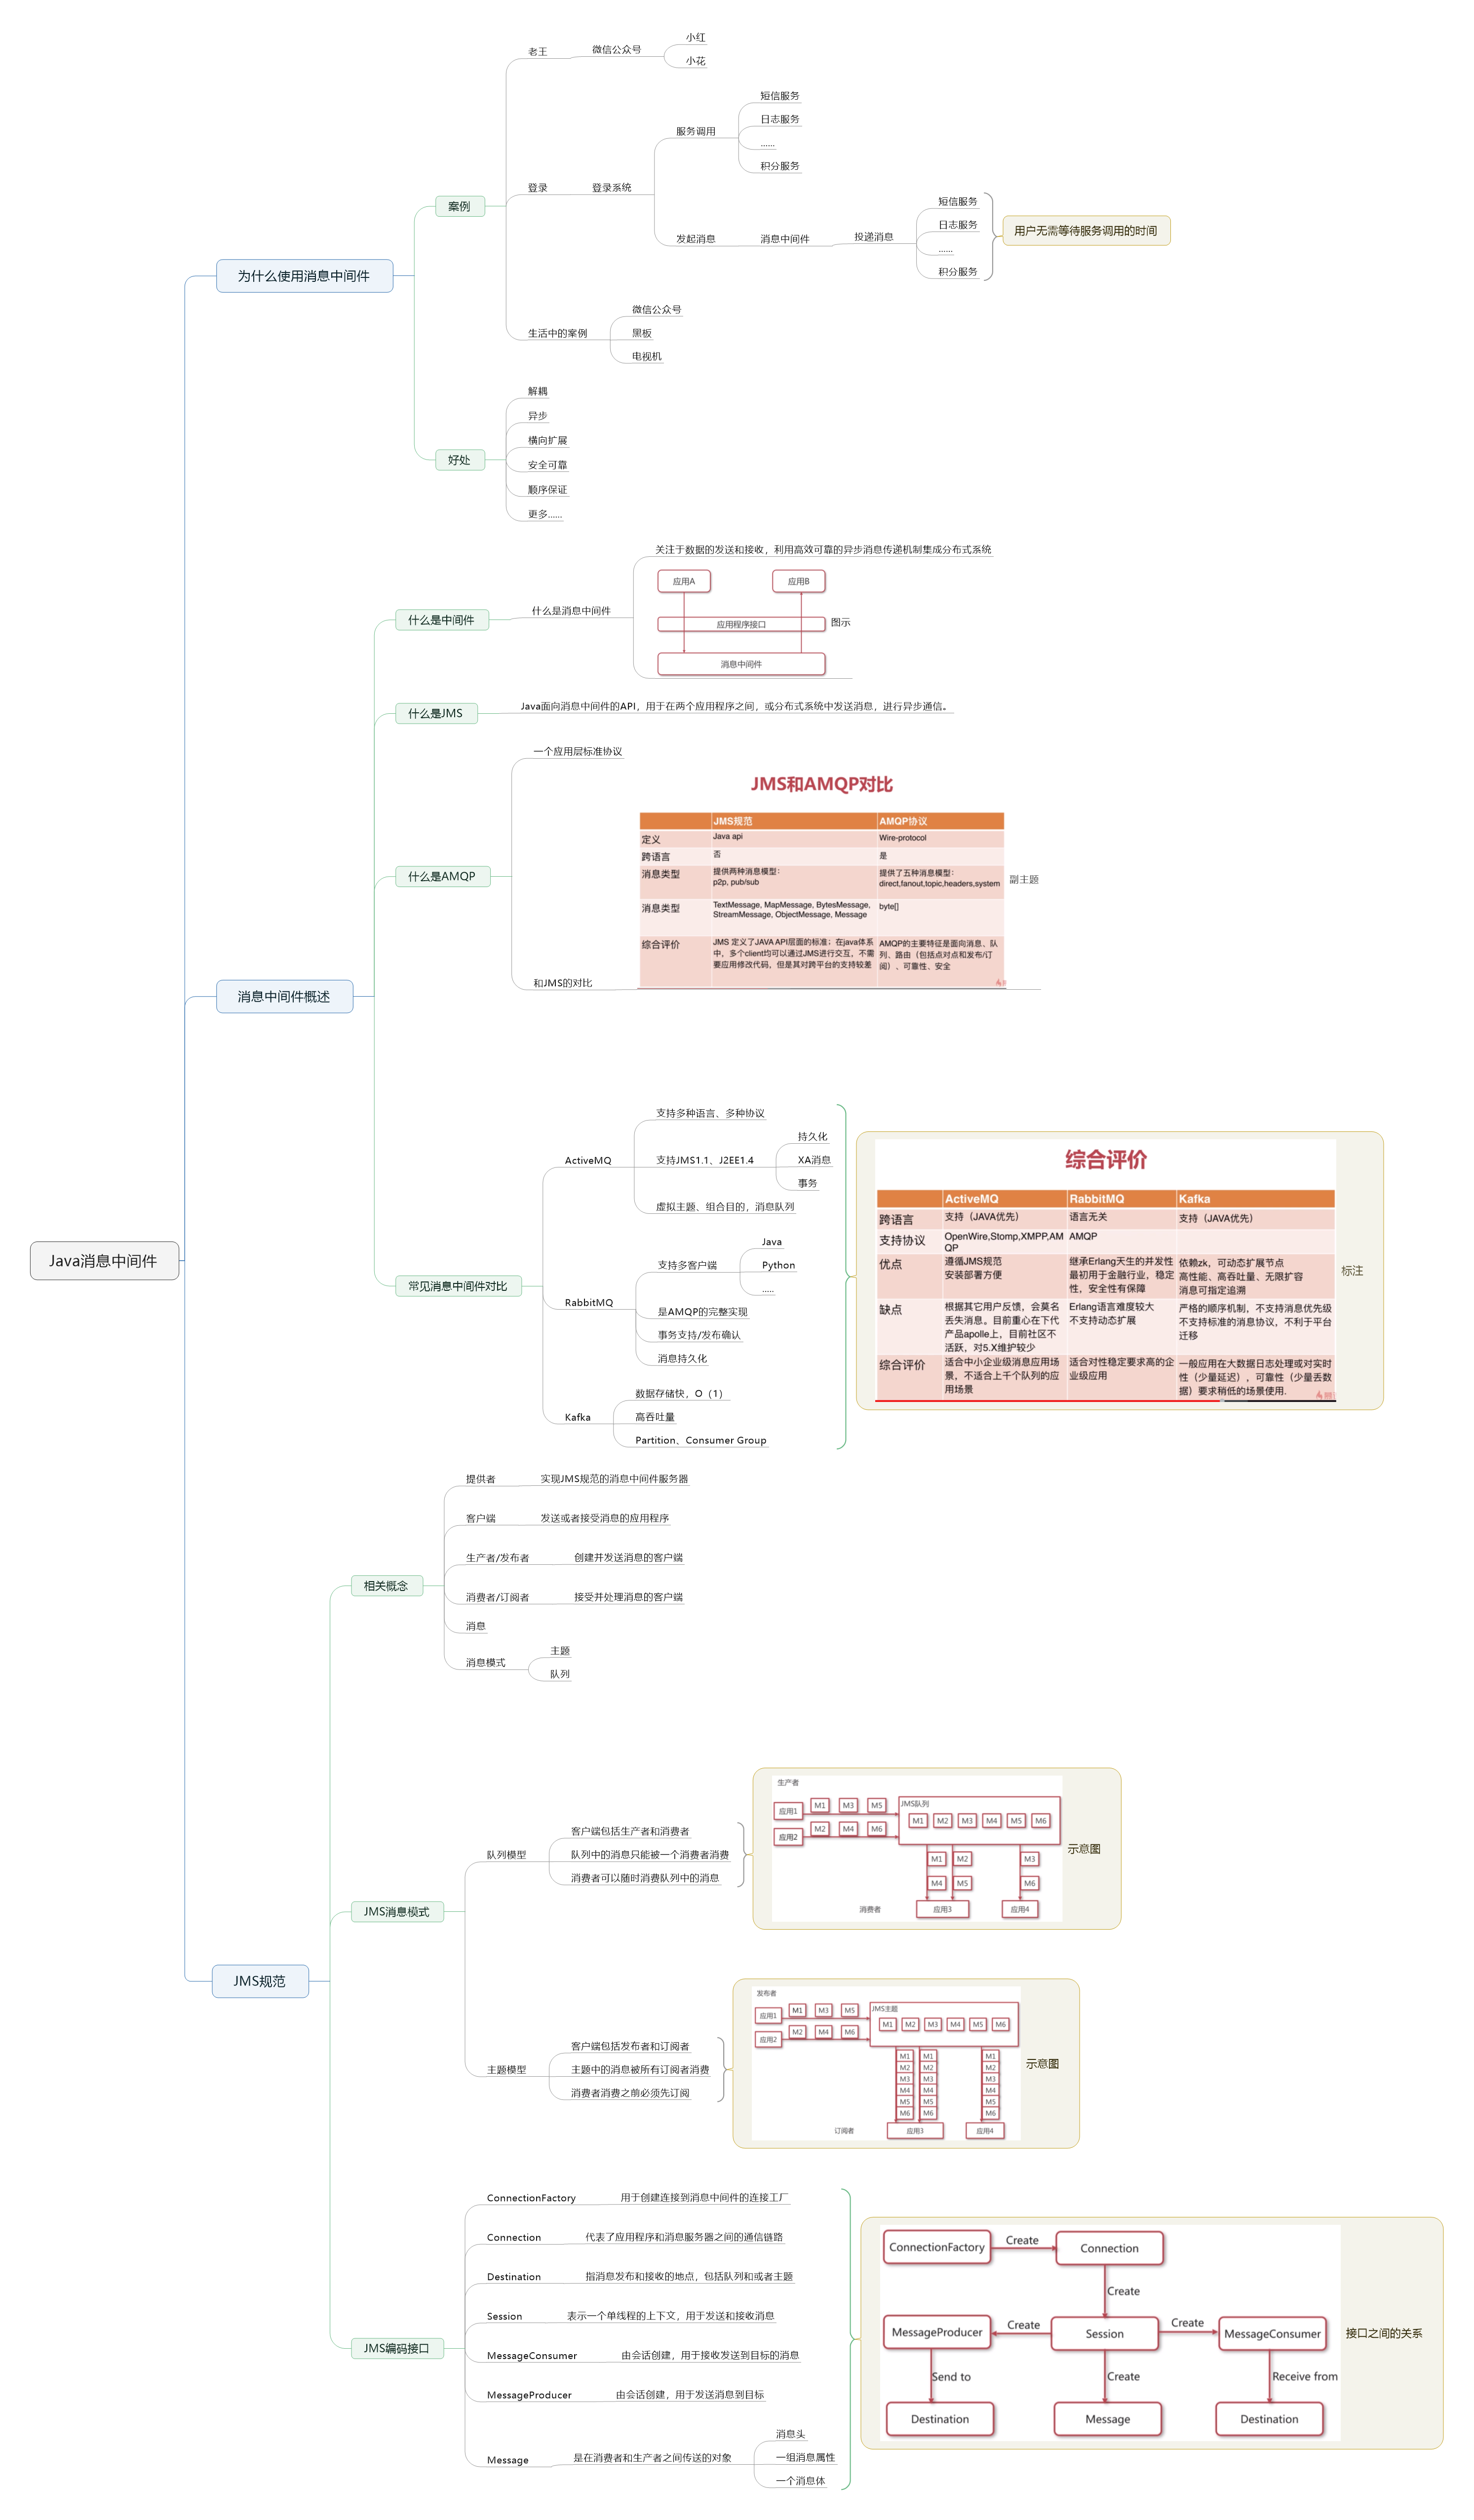 Java消息中间件
为什么使用消息中间件
案例
老王
微信公众号
小红
小花
登录
登录系统
服务调用
短信服务
日志服务
......
积分服务
发起消息
消息中间件
投递消息
短信服务
日志服务
......
积分服务
用户无需等待服务调用的时间
生活中的案例
微信公众号
黑板
电视机
好处
解耦
异步
横向扩展
安全可靠
顺序保证
更多......
消息中间件概述
什么是中间件
什么是消息中间件
关注于数据的发送和接收，利用高效可靠的异步消息传递机制集成分布式系统
应用A
应用B
应用程序接口
消息中间件
图示
什么是JMS
Java面向消息中间件的API，用于在两个应用程序之间，或分布式系统中发送消息，进行异步通信。
什么是AMQP
一个应用层标准协议
和JMS的对比
JMS和AMQP对比
JMS规范
AMQP协议
定义
Java api
Wire-protocol
跨语言
否
是
消息类型
提供两种消息模型：
p2p, pub/sub
提供了五种消息模型：
direct,fanout,topic,headers,system
消息类型
TextMessage, MapMessage, BytesMessage,
StreamMessage, ObjectMessage, Message
byte[]
综合评价
JMS 定义了JAVA API层面的标准；在java体系
中，多个client均可以通过JMS进行交互，不需
要应用修改代码，但是其对跨平台的支持较差
AMQP的主要特征是面向消息、队
列、路由（包括点对点和发布/订
阅）、可靠性、安全
副主题
常见消息中间件对比
ActiveMQ
支持多种语言、多种协议
支持JMS1.1、J2EE1.4
持久化
XA消息
事务
虚拟主题、组合目的，消息队列
RabbitMQ
支持多客户端
Java
Python
.....
是AMQP的完整实现
事务支持/发布确认
消息持久化
Kafka
数据存储快，O（1）
高吞吐量
Partition、Consumer Group
综合评价
ActiveMQ
RabbitMQ
Kafka
跨语言
支持（JAVA优先）
语言无关
支持（JAVA优先）
支持协议
OpenWire,Stomp,XMPP,AM
QP
AMQP
优点
遵循JMS规范
安装部署方便
继承Erlang天生的并发性
最初用于金融行业，稳定
性，安全性有保障
依赖zk，可动态扩展节点
高性能、高吞吐量、无限扩容
消息可指定追溯
缺点
根据其它用户反馈，会莫名
丢失消息。目前重心在下代
产品apolle上，目前社区不
活跃，对5.X维护较少
Erlang语言难度较大
不支持动态扩展
严格的顺序机制，不支持消息优先级
不支持标准的消息协议，不利于平台
迁移
综合评价
适合中小企业级消息应用场
景，不适合上千个队列的应
用场景
适合对性稳定要求高的企
业级应用
一般应用在大数据日志处理或对实时
性（少量延迟），可靠性（少量丢数
据）要求稍低的场景使用.
标注
JMS规范
相关概念
提供者
实现JMS规范的消息中间件服务器
客户端
发送或者接受消息的应用程序
生产者/发布者
创建并发送消息的客户端
消费者/订阅者
接受并处理消息的客户端
消息
消息模式
主题
队列
JMS消息模式
队列模型
客户端包括生产者和消费者
队列中的消息只能被一个消费者消费
消费者可以随时消费队列中的消息
生产者
应用1
M1 M3 M5
应用2
M2 M4 M6
JMS队列
M1 M2 M3 M4 M5 M6
M1 M2 M3
M4 M5 M6
消费者
应用3
应用4
示意图
主题模型
客户端包括发布者和订阅者
主题中的消息被所有订阅者消费
消费者消费之前必须先订阅
发布者
应用1
M1 M3 M5
应用2
M2 M4 M6
JMS主题
M1 M2 M3 M4 M5 M6
M1 M1 M1
M2 M2 M2
M3 M3 M3
M4 M4 M4
M5 M5 M5
M6 M6 M6
订阅者
应用3
应用4
示意图
JMS编码接口
ConnectionFactory
用于创建连接到消息中间件的连接工厂
Connection
代表了应用程序和消息服务器之间的通信链路
Destination
指消息发布和接收的地点，包括队列和或者主题
Session
表示一个单线程的上下文，用于发送和接收消息
MessageConsumer
由会话创建，用于接收发送到目标的消息
MessageProducer
由会话创建，用于发送消息到目标
Message
是在消费者和生产者之间传送的对象
消息头
一组消息属性
一个消息体
ConnectionFactory
Create
Connection
Create
MessageProducer
Create
Session
Create
MessageConsumer
Send to
Create
Receive from
Destination
Message
Destination
接口之间的关系